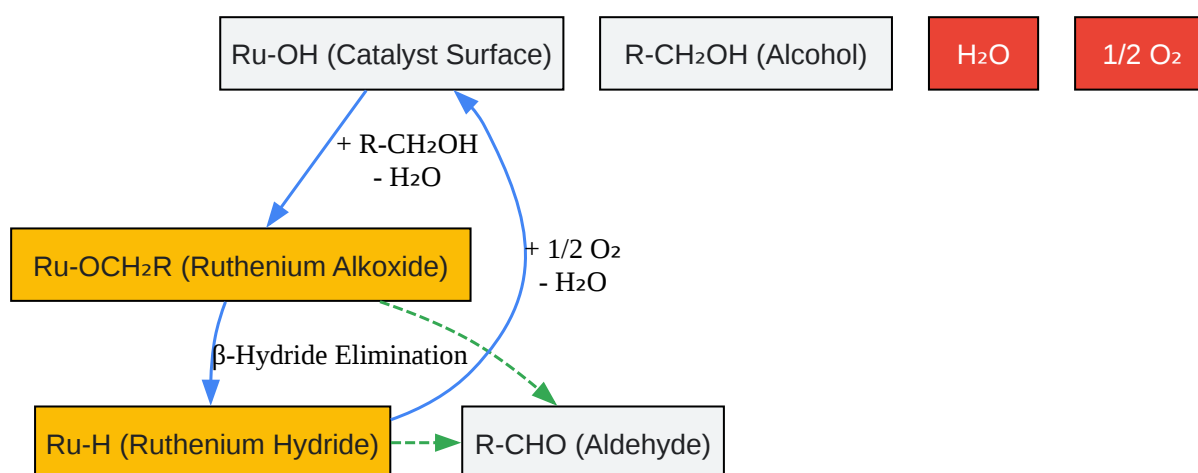 Ru-OH (Catalyst Surface)
R-CH₂OH (Alcohol)
H₂O
1/2 O₂
+ R-CH₂OH
- H₂O
Ru-OCH₂R (Ruthenium Alkoxide)
+ 1/2 O₂
- H₂O
β-Hydride Elimination
Ru-H (Ruthenium Hydride)
R-CHO (Aldehyde)